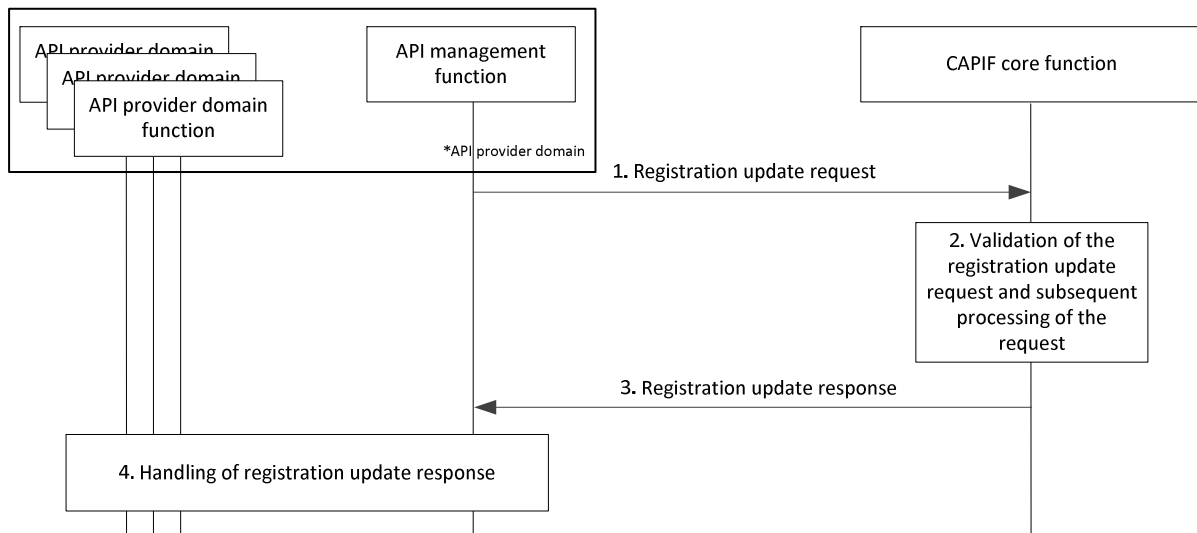 API provider domain
API provider domain
API provider domain
function
API management
function
CAPIF core function
*API provider domain
1. Registration update request
2. Validation of the
registration update
request and subsequent
processing of the
request
3. Registration update response
4. Handling of registration update response